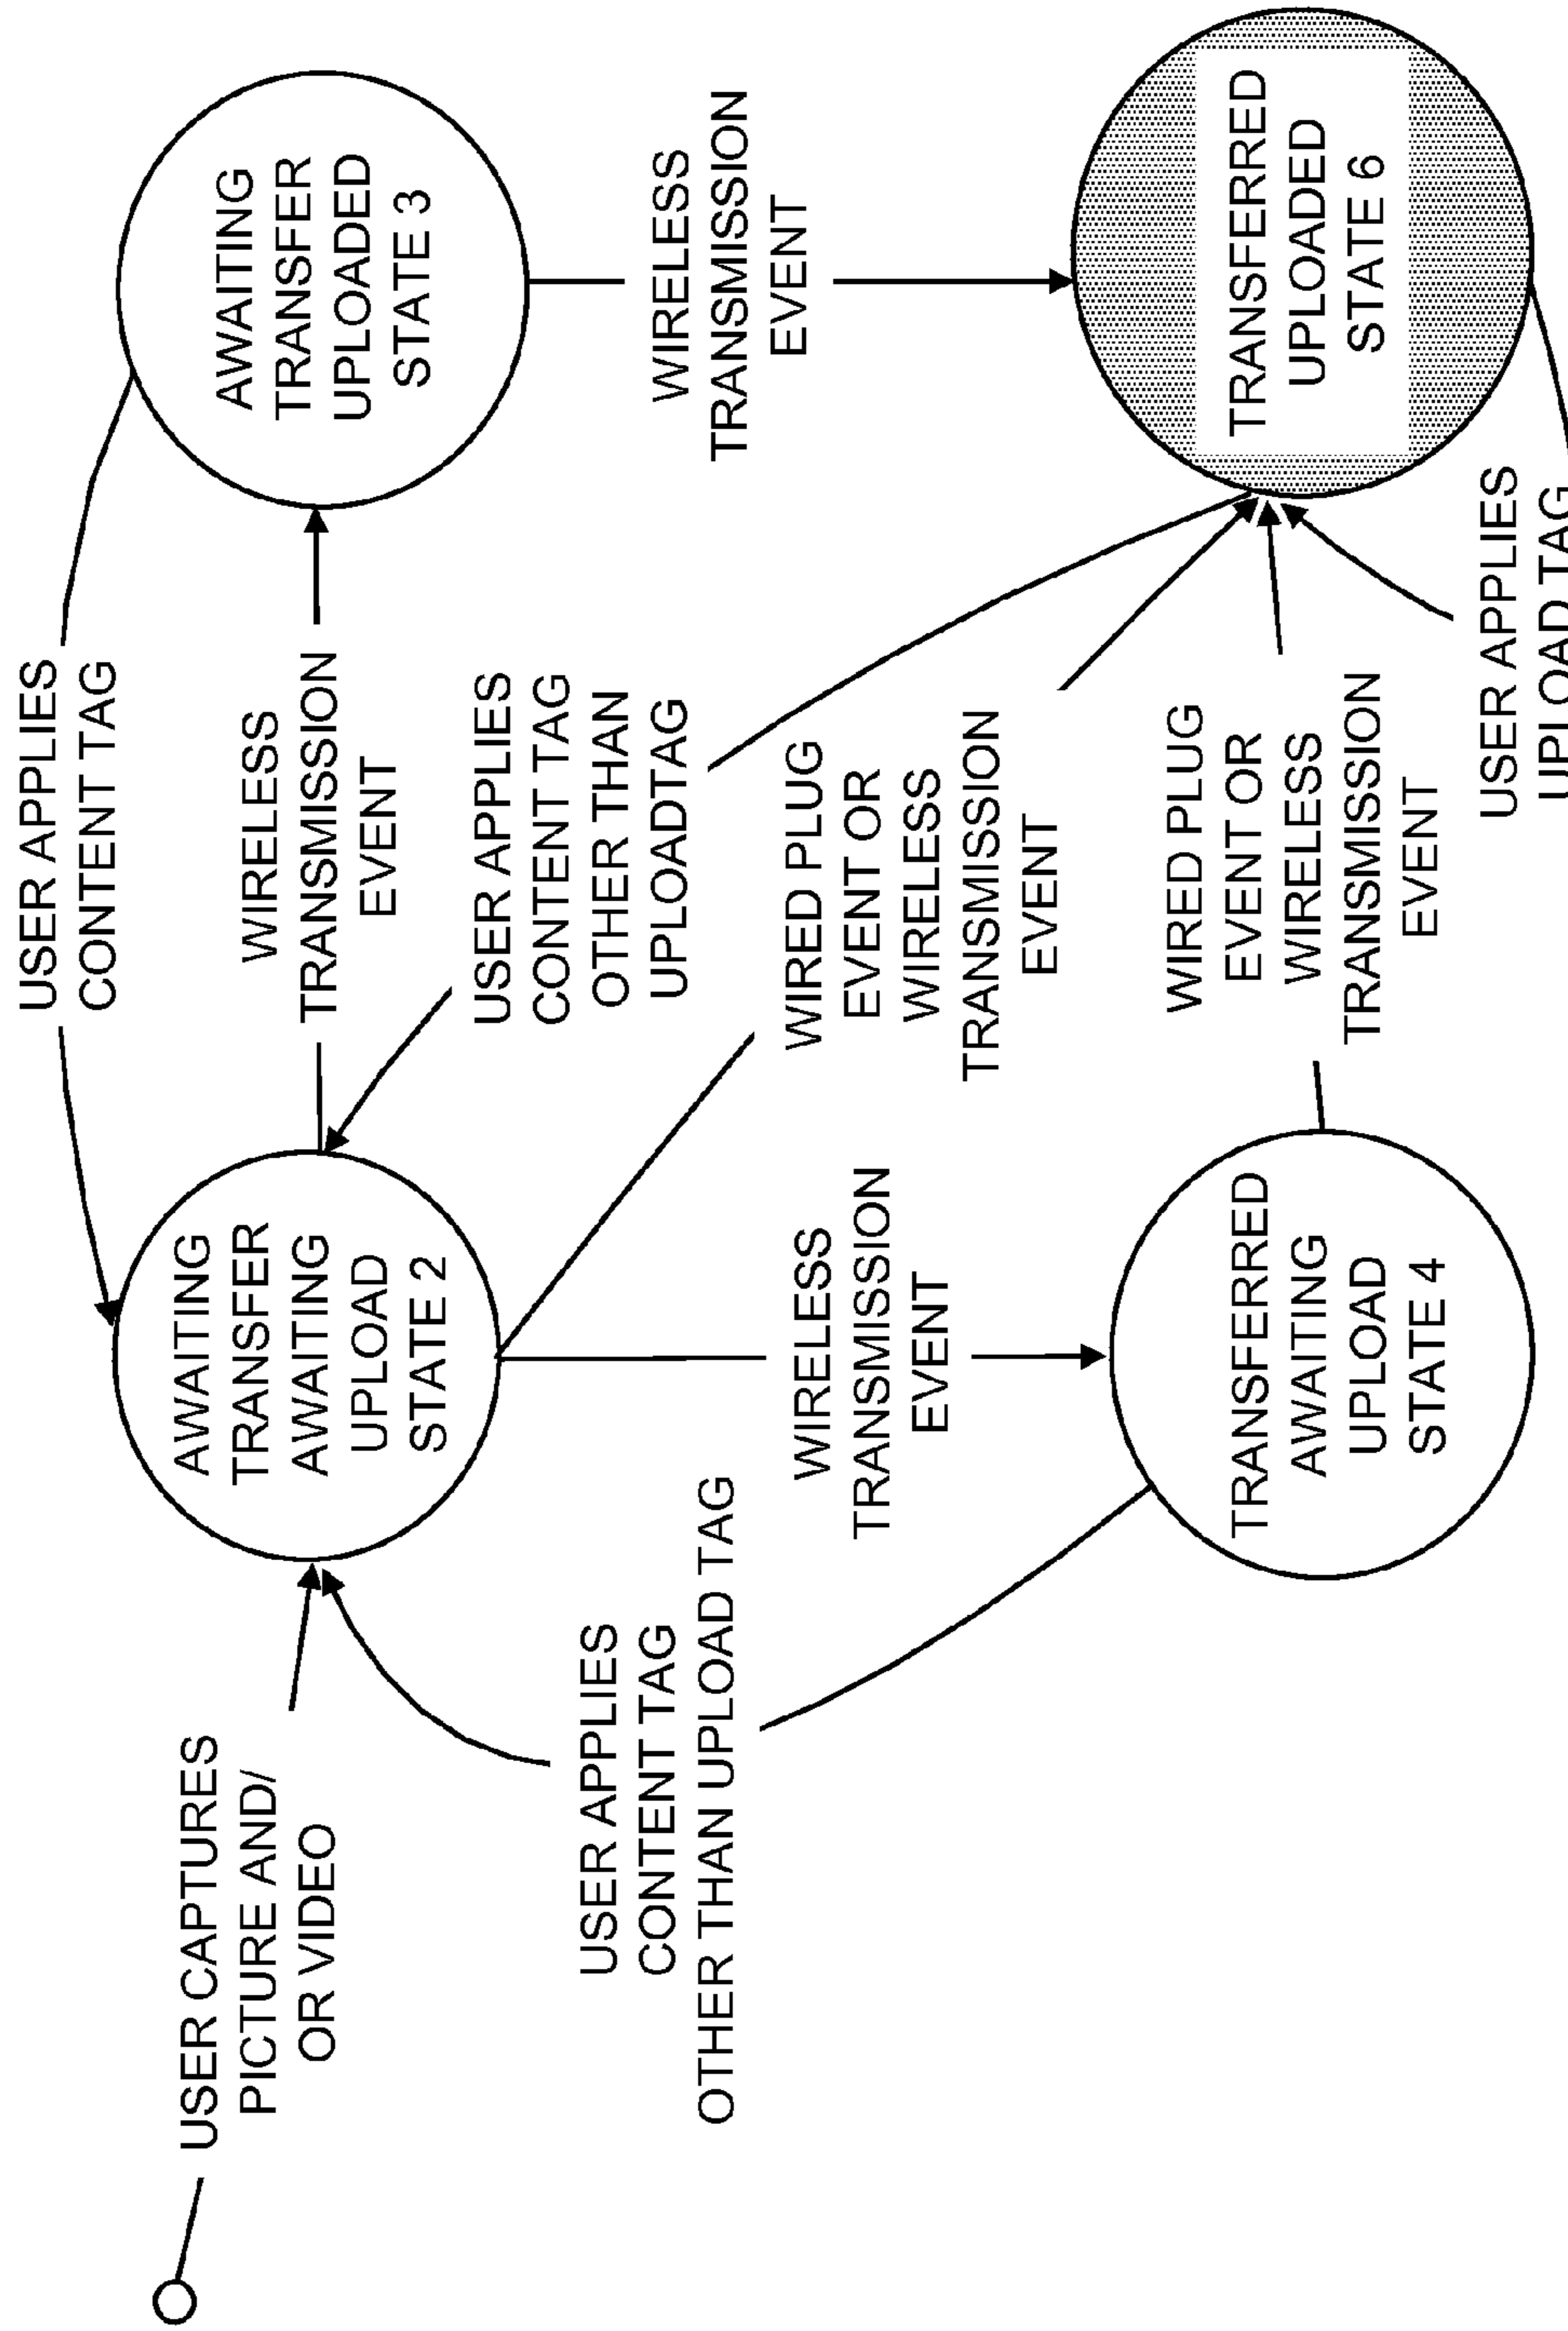 USER CAPTURES
PICTURE AND/
OR VIDEO
AWAITING
TRANSFER
AWAITING
UPLOAD
STATE 2
USER APPLIES
CONTENT TAG
WIRELESS
TRANSMISSION
EVENT
AWAITING
TRANSFER
UPLOADED
STATE 3
USER APPLIES
CONTENT TAG
OTHER THAN
UPLOADTAG
USER APPLIES
CONTENT TAG
OTHER THAN UPLOAD TAG
WIRELESS
TRANSMISSION
EVENT
WIRED PLUG
EVENT OR
WIRELESS
TRANSMISSION
EVENT
WIRELESS
TRANSMISSION
EVENT
TRANSFERRED
AWAITING
UPLOAD
STATE 4
WIRED PLUG
EVENT OR
WIRELESS
TRANSMISSION
EVENT
TRANSFERRED
UPLOADED
STATE 6
USER APPLIES
UPLOAD TAG